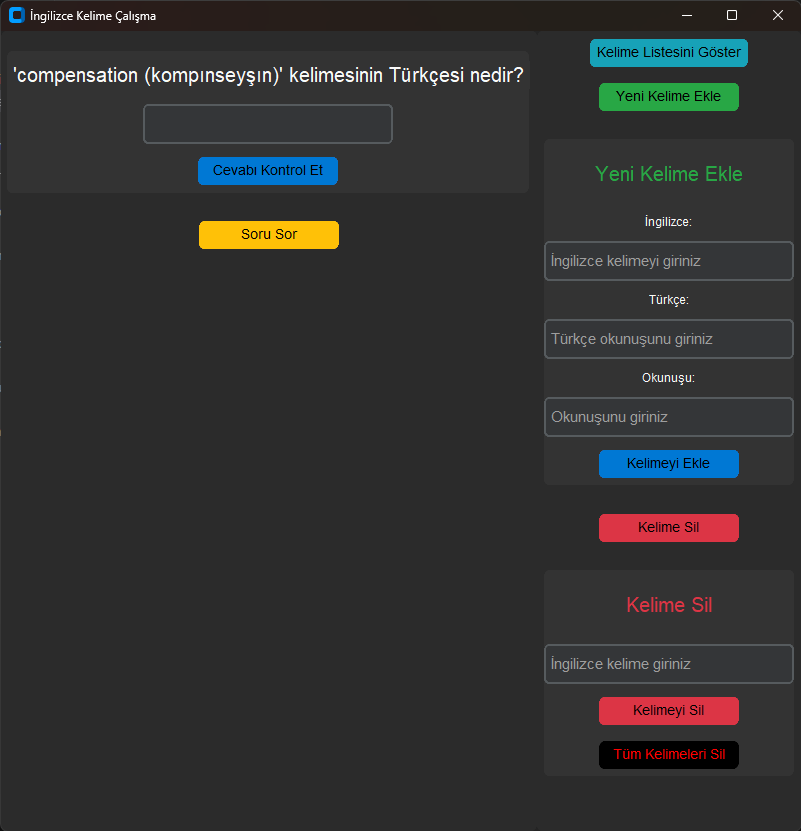 İngilizce Kelime Çalışma
'compensation (kompınseyşın)' kelimesinin Türkçesi nedir?
Cevabı Kontrol Et
Soru Sor
Kelime Listesini Göster
Yeni Kelime Ekle
Yeni Kelime Ekle
İngilizce:
İngilizce kelimeyi giriniz
Türkçe:
Türkçe okunuşunu giriniz
Okunuşu:
Okunuşunu giriniz
Kelimeyi Ekle
Kelime Sil
Kelime Sil
İngilizce kelime giriniz
Kelimeyi Sil
Tüm Kelimeleri Sil